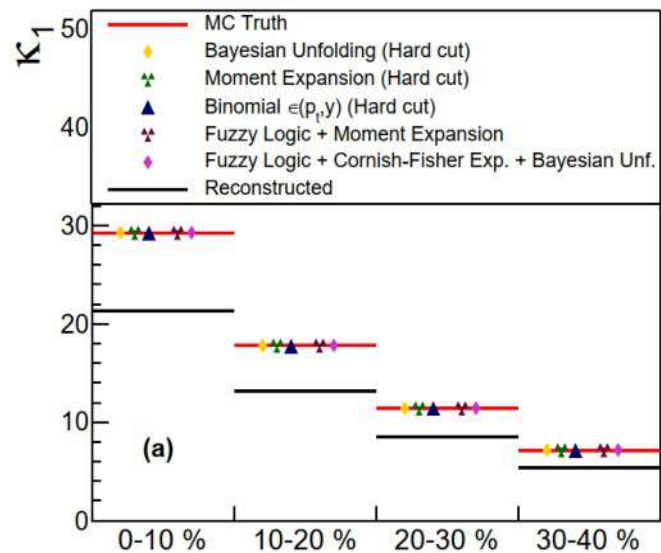 κ₁
50
40
30
20
10
0
MC Truth
Bayesian Unfolding (Hard cut)
Moment Expansion (Hard cut)
Binomial ∈(pₜ,y) (Hard cut)
Fuzzy Logic + Moment Expansion
Fuzzy Logic + Cornish-Fisher Exp. + Bayesian Unf.
Reconstructed
(a)
0-10 % 10-20 % 20-30 % 30-40 %